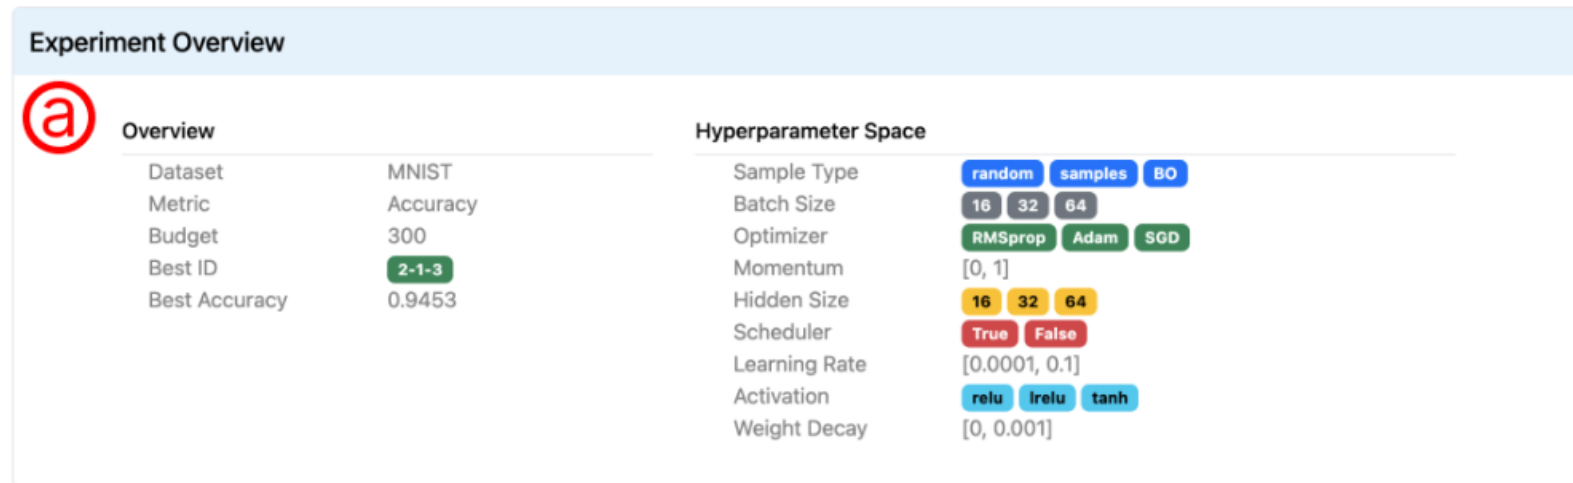 Experiment Overview
a
Overview
Dataset MNIST
Metric Accuracy
Budget 300
Best ID 2-1-3
Best Accuracy 0.9453
Hyperparameter Space
Sample Type random samples BO
Batch Size 16 32 64
Optimizer RMSprop Adam SGD
Momentum [0, 1]
Hidden Size 16 32 64
Scheduler True False
Learning Rate [0.0001, 0.1]
Activation relu lrelu tanh
Weight Decay [0, 0.001]